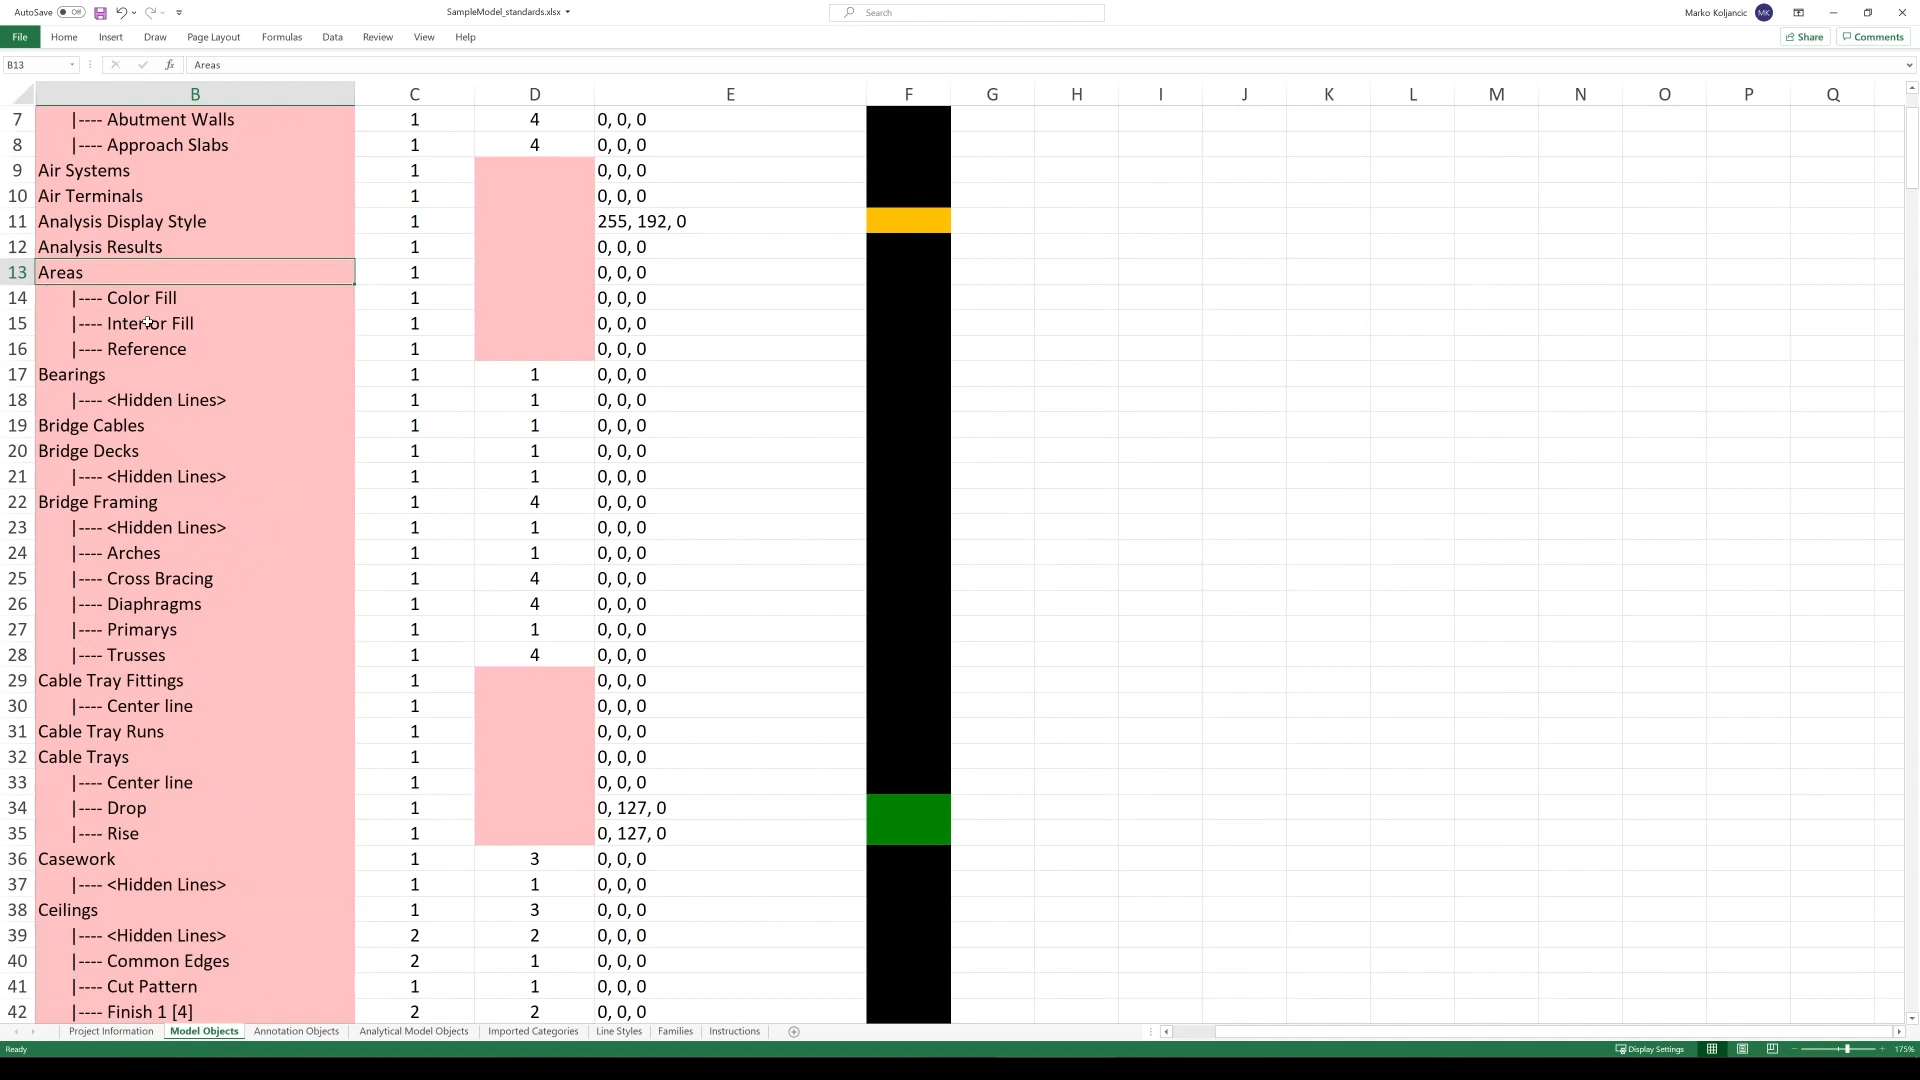 AutoSave Off SampleModel_standards.xlsx Search Marko Koljancic MK
File Home Insert Draw Page Layout Formulas Data Review View Help Share Comments
B13 fx Areas
B C D E F G H I J K L M N O P Q
7 |---- Abutment Walls 1 4 0, 0, 0
8 |---- Approach Slabs 1 4 0, 0, 0
9 Air Systems 1 0, 0, 0
10 Air Terminals 1 0, 0, 0
11 Analysis Display Style 1 255, 192, 0
12 Analysis Results 1 0, 0, 0
13 Areas 1 0, 0, 0
14 |---- Color Fill 1 0, 0, 0
15 |---- Interior Fill 1 0, 0, 0
16 |---- Reference 1 0, 0, 0
17 Bearings 1 1 0, 0, 0
18 |---- <Hidden Lines> 1 1 0, 0, 0
19 Bridge Cables 1 1 0, 0, 0
20 Bridge Decks 1 1 0, 0, 0
21 |---- <Hidden Lines> 1 1 0, 0, 0
22 Bridge Framing 1 4 0, 0, 0
23 |---- <Hidden Lines> 1 1 0, 0, 0
24 |---- Arches 1 1 0, 0, 0
25 |---- Cross Bracing 1 4 0, 0, 0
26 |---- Diaphragms 1 4 0, 0, 0
27 |---- Primarys 1 1 0, 0, 0
28 |---- Trusses 1 4 0, 0, 0
29 Cable Tray Fittings 1 0, 0, 0
30 |---- Center line 1 0, 0, 0
31 Cable Tray Runs 1 0, 0, 0
32 Cable Trays 1 0, 0, 0
33 |---- Center line 1 0, 0, 0
34 |---- Drop 1 0, 127, 0
35 |---- Rise 1 0, 127, 0
36 Casework 1 3 0, 0, 0
37 |---- <Hidden Lines> 1 1 0, 0, 0
38 Ceilings 1 3 0, 0, 0
39 |---- <Hidden Lines> 2 2 0, 0, 0
40 |---- Common Edges 2 1 0, 0, 0
41 |---- Cut Pattern 1 1 0, 0, 0
42 |---- Finish 1 [4] 2 2 0, 0, 0
Project Information Model Objects Annotation Objects Analytical Model Objects Imported Categories Line Styles Families Instructions
Ready Display Settings 175%